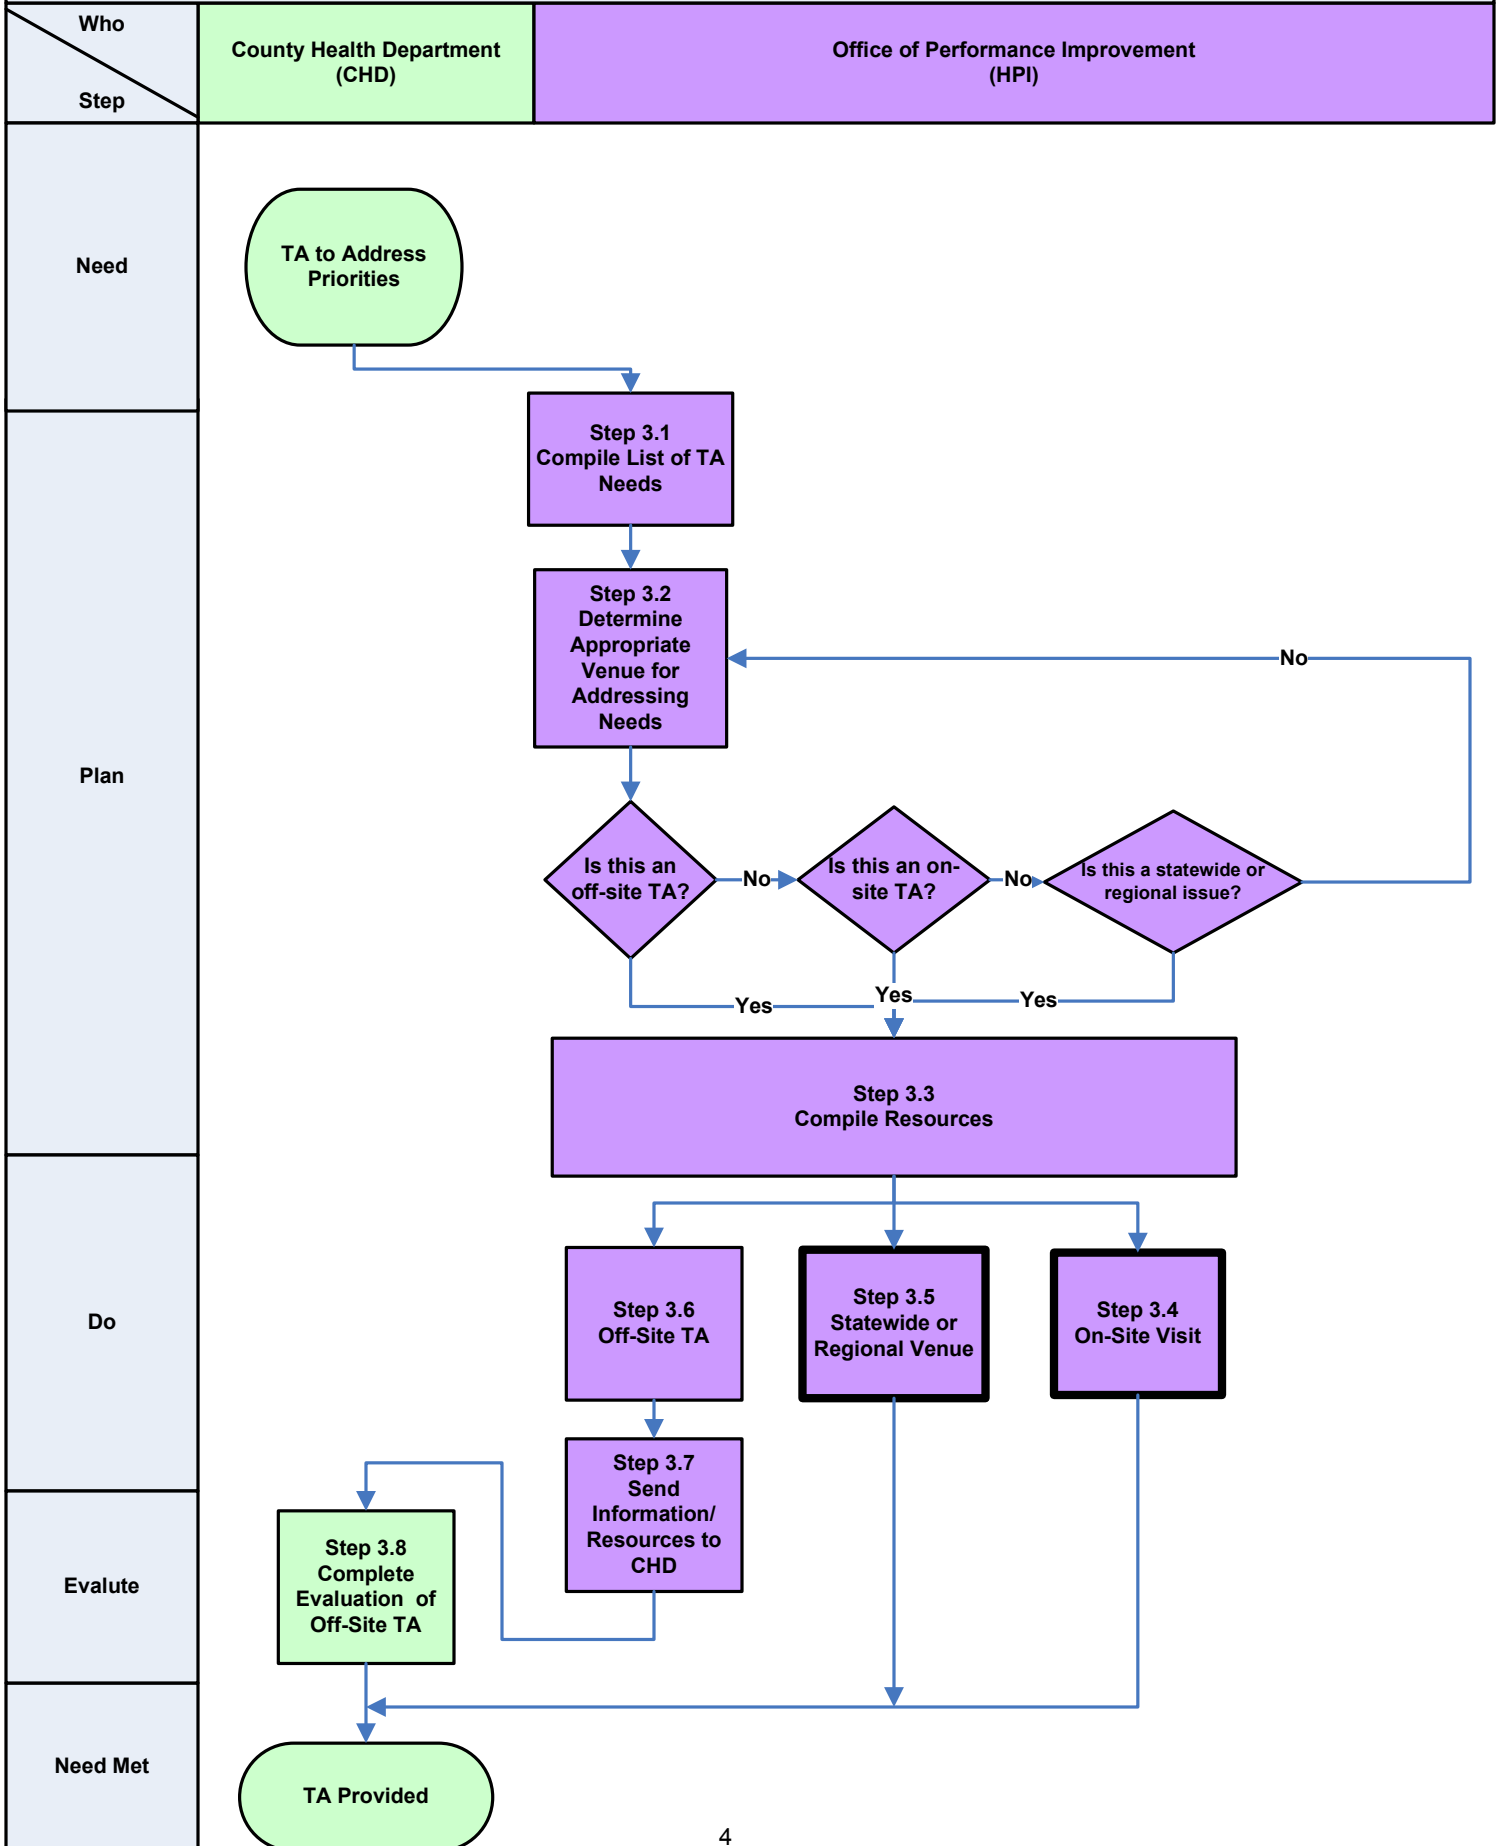 Who
Step
County Health Department
(CHD)
Office of Performance Improvement
(HPI)
Need
TA to Address
Priorities
Plan
Step 3.1
Compile List of TA
Needs
Step 3.2
Determine
Appropriate
Venue for
Addressing
Needs
No
Is this an
off-site TA?
No
Is this an on-
site TA?
No
Is this a statewide or
regional issue?
Yes
Yes
Yes
Step 3.3
Compile Resources
Do
Step 3.6
Off-Site TA
Step 3.5
Statewide or
Regional Venue
Step 3.4
On-Site Visit
Step 3.7
Send
Information/
Resources to
CHD
Evalute
Step 3.8
Complete
Evaluation of
Off-Site TA
Need Met
TA Provided
4